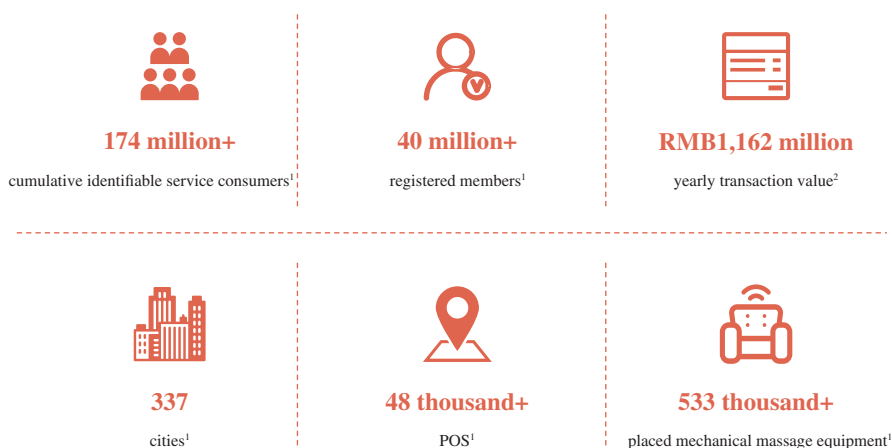 174 million+
cumulative identifiable service consumers¹
40 million+
registered members¹
RMB1,162 million
yearly transaction value²
337
cities¹
48 thousand+
POS¹
533 thousand+
placed mechanical massage equipment¹